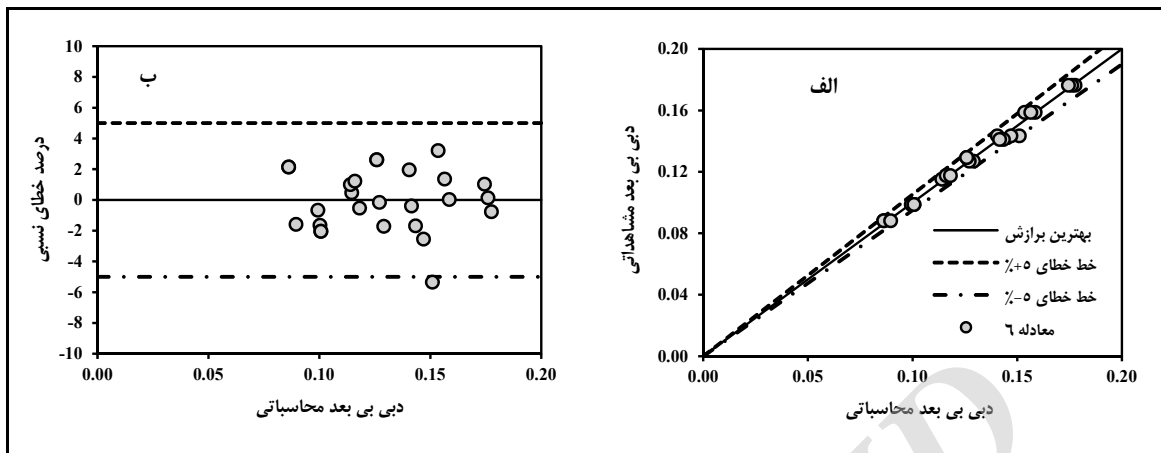 الف
دبی بی بعد مشاهداتی
0.20
0.16
0.12
0.08
0.04
0.00
0.00 0.05 0.10 0.15 0.20
دبی بی بعد محاسباتی
بهترین برازش
خط خطای ٥+٪
خط خطای ٥-٪
معادله ٦
ب
درصد خطای نسبی
10
8
6
4
2
0
-2
-4
-6
-8
-10
0.00 0.05 0.10 0.15 0.20
دبی بی بعد محاسباتی